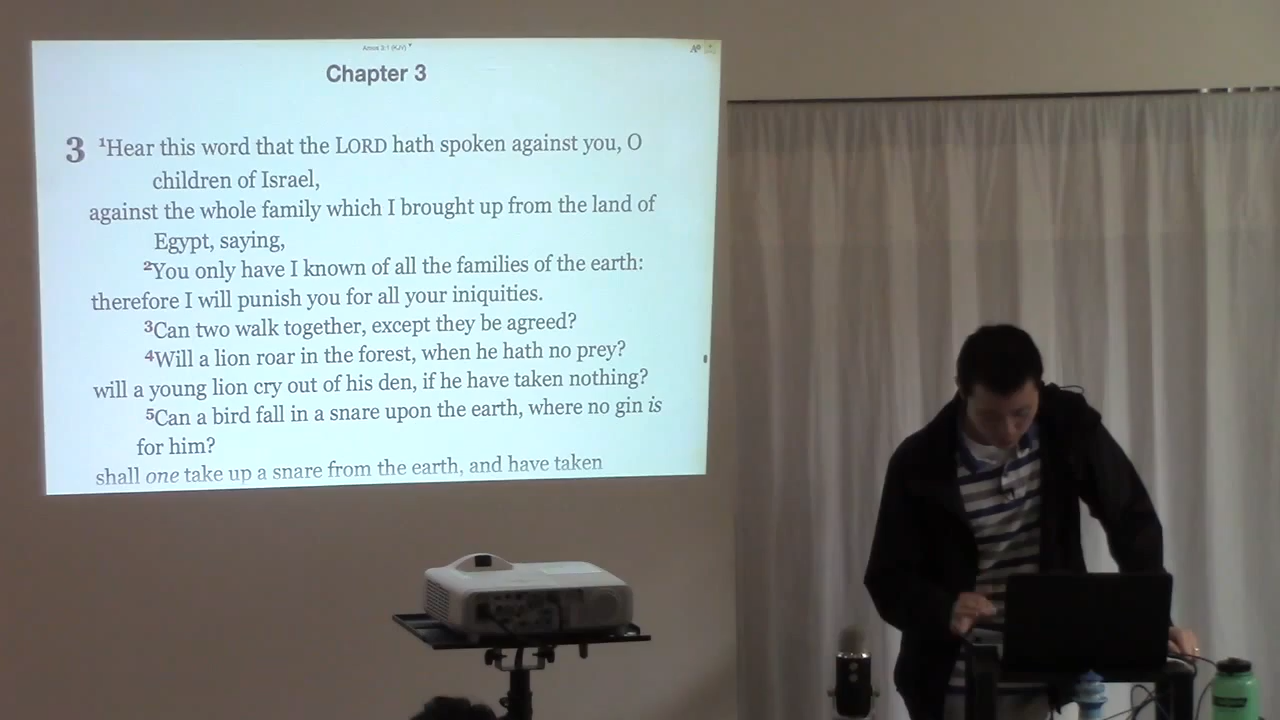 Amos 3:1 (KJV)
Chapter 3
3 ¹Hear this word that the LORD hath spoken against you, O
children of Israel,
against the whole family which I brought up from the land of
Egypt, saying,
²You only have I known of all the families of the earth:
therefore I will punish you for all your iniquities.
³Can two walk together, except they be agreed?
⁴Will a lion roar in the forest, when he hath no prey?
will a young lion cry out of his den, if he have taken nothing?
⁵Can a bird fall in a snare upon the earth, where no gin is
for him?
shall one take up a snare from the earth, and have taken